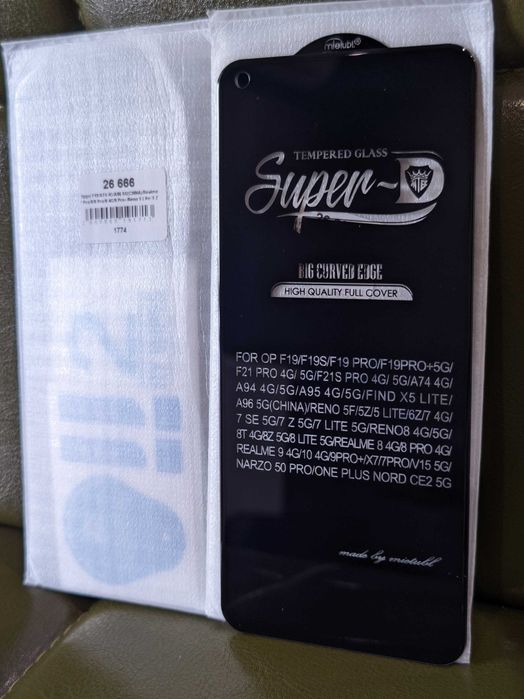 mietubl®
26 666
1774
TEMPERED GLASS
Super-D
BIG CURVED EDGE
HIGH QUALITY FULL COVER
FOR OP F19/F19S/F19 PRO/F19PRO+5G/
F21 PRO 4G/ 5G/F21S PRO 4G/ 5G/A74 4G/
A94 4G/5G/A95 4G/5G/FIND X5 LITE/
A96 5G(CHINA)/RENO 5F/5Z/5 LITE/6Z/7 4G/
7 SE 5G/7 Z 5G/7 LITE 5G/RENO8 4G/5G/
8T 4G/8Z 5G/8 LITE 5G/REALME 8 4G/8 PRO 4G/
REALME 9 4G/10 4G/9PRO+/X7/7PRO/V15 5G/
NARZO 50 PRO/ONE PLUS NORD CE2 5G
made by mietubl